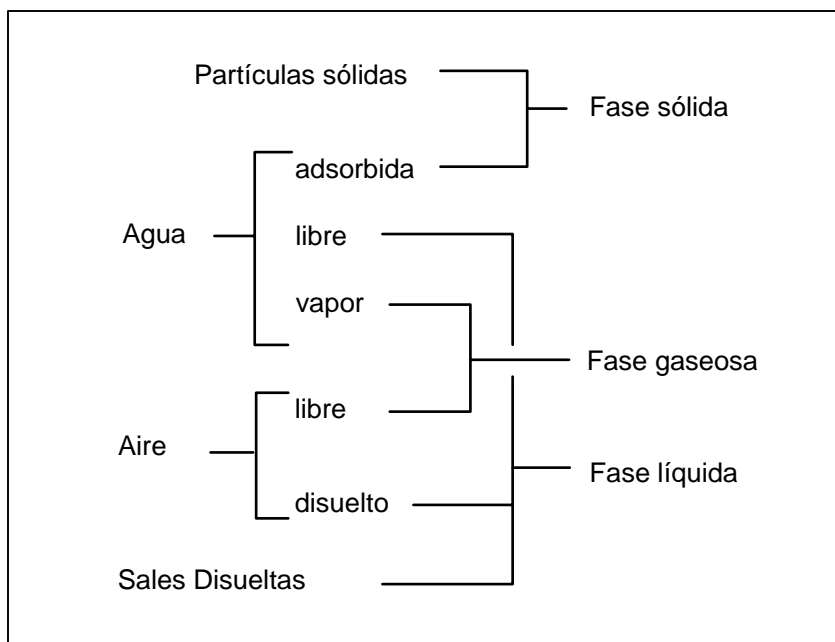 Partículas sólidas
Fase sólida
adsorbida
Agua
libre
vapor
Fase gaseosa
libre
Aire
Fase líquida
disuelto
Sales Disueltas